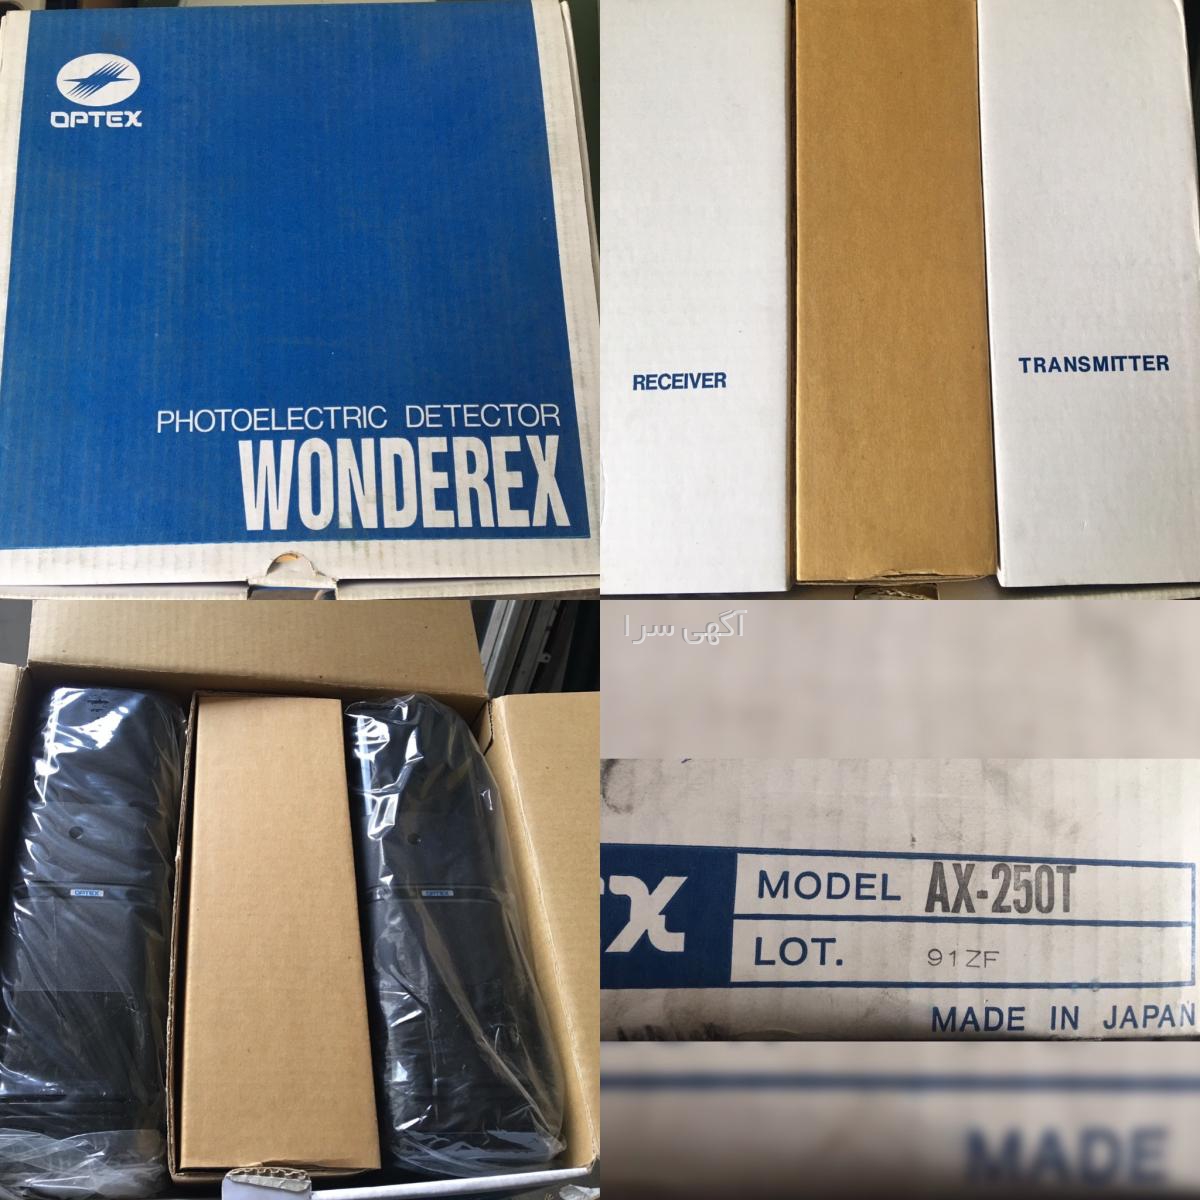 OPTEX
PHOTOELECTRIC DETECTOR
WONDEREX
RECEIVER
TRANSMITTER
OPTEX
OPTEX
آگهی سرا
MODEL AX-250T
LOT. 91ZF
MADE IN JAPAN
MADE